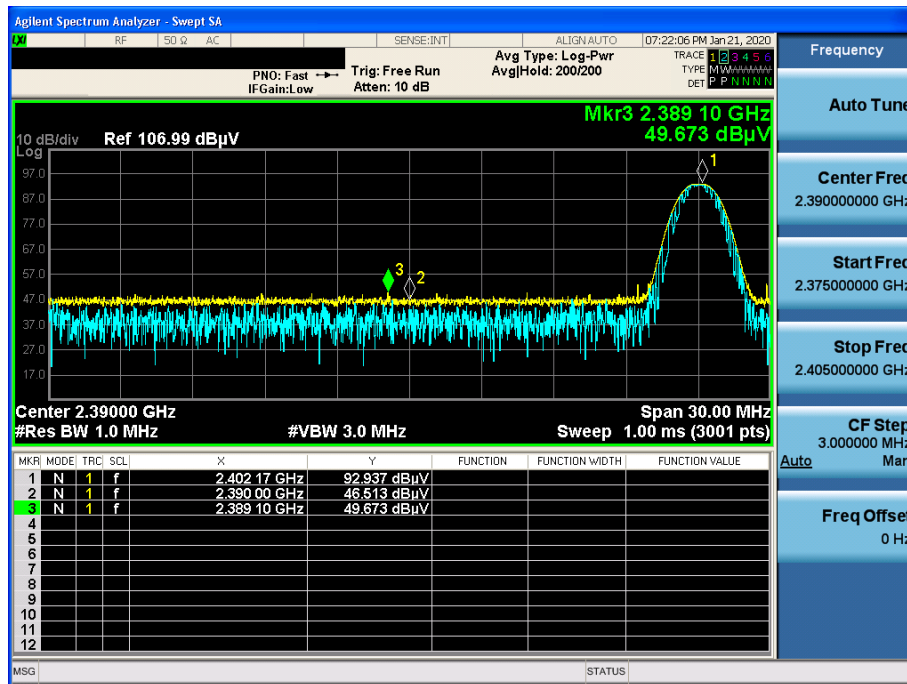 Agilent Spectrum Analyzer - Swept SA
LXI RF 50 Ω AC SENSE:INT ALIGN AUTO 07:22:06 PM Jan 21, 2020
PNO: Fast Trig: Free Run Avg Type: Log-Pwr TRACE 1 2 3 4 5 6
IFGain:Low Atten: 10 dB Avg|Hold: 200/200 TYPE M
DET P P N N N N
Mkr3 2.389 10 GHz
49.673 dBµV
10 dB/div Ref 106.99 dBµV
Log
97.0
87.0
77.0
67.0
57.0
47.0
37.0
27.0
17.0
1
3
2
Center 2.39000 GHz Span 30.00 MHz
#Res BW 1.0 MHz #VBW 3.0 MHz Sweep 1.00 ms (3001 pts)
MKR MODE TRC SCL X Y FUNCTION FUNCTION WIDTH FUNCTION VALUE
1 N 1 f 2.402 17 GHz 92.937 dBµV
2 N 1 f 2.390 00 GHz 46.513 dBµV
3 N 1 f 2.389 10 GHz 49.673 dBµV
4
5
6
7
8
9
10
11
12
MSG STATUS
Frequency
Auto Tune
Center Freq
2.390000000 GHz
Start Freq
2.375000000 GHz
Stop Freq
2.405000000 GHz
CF Step
3.000000 MHz
Auto Man
Freq Offset
0 Hz